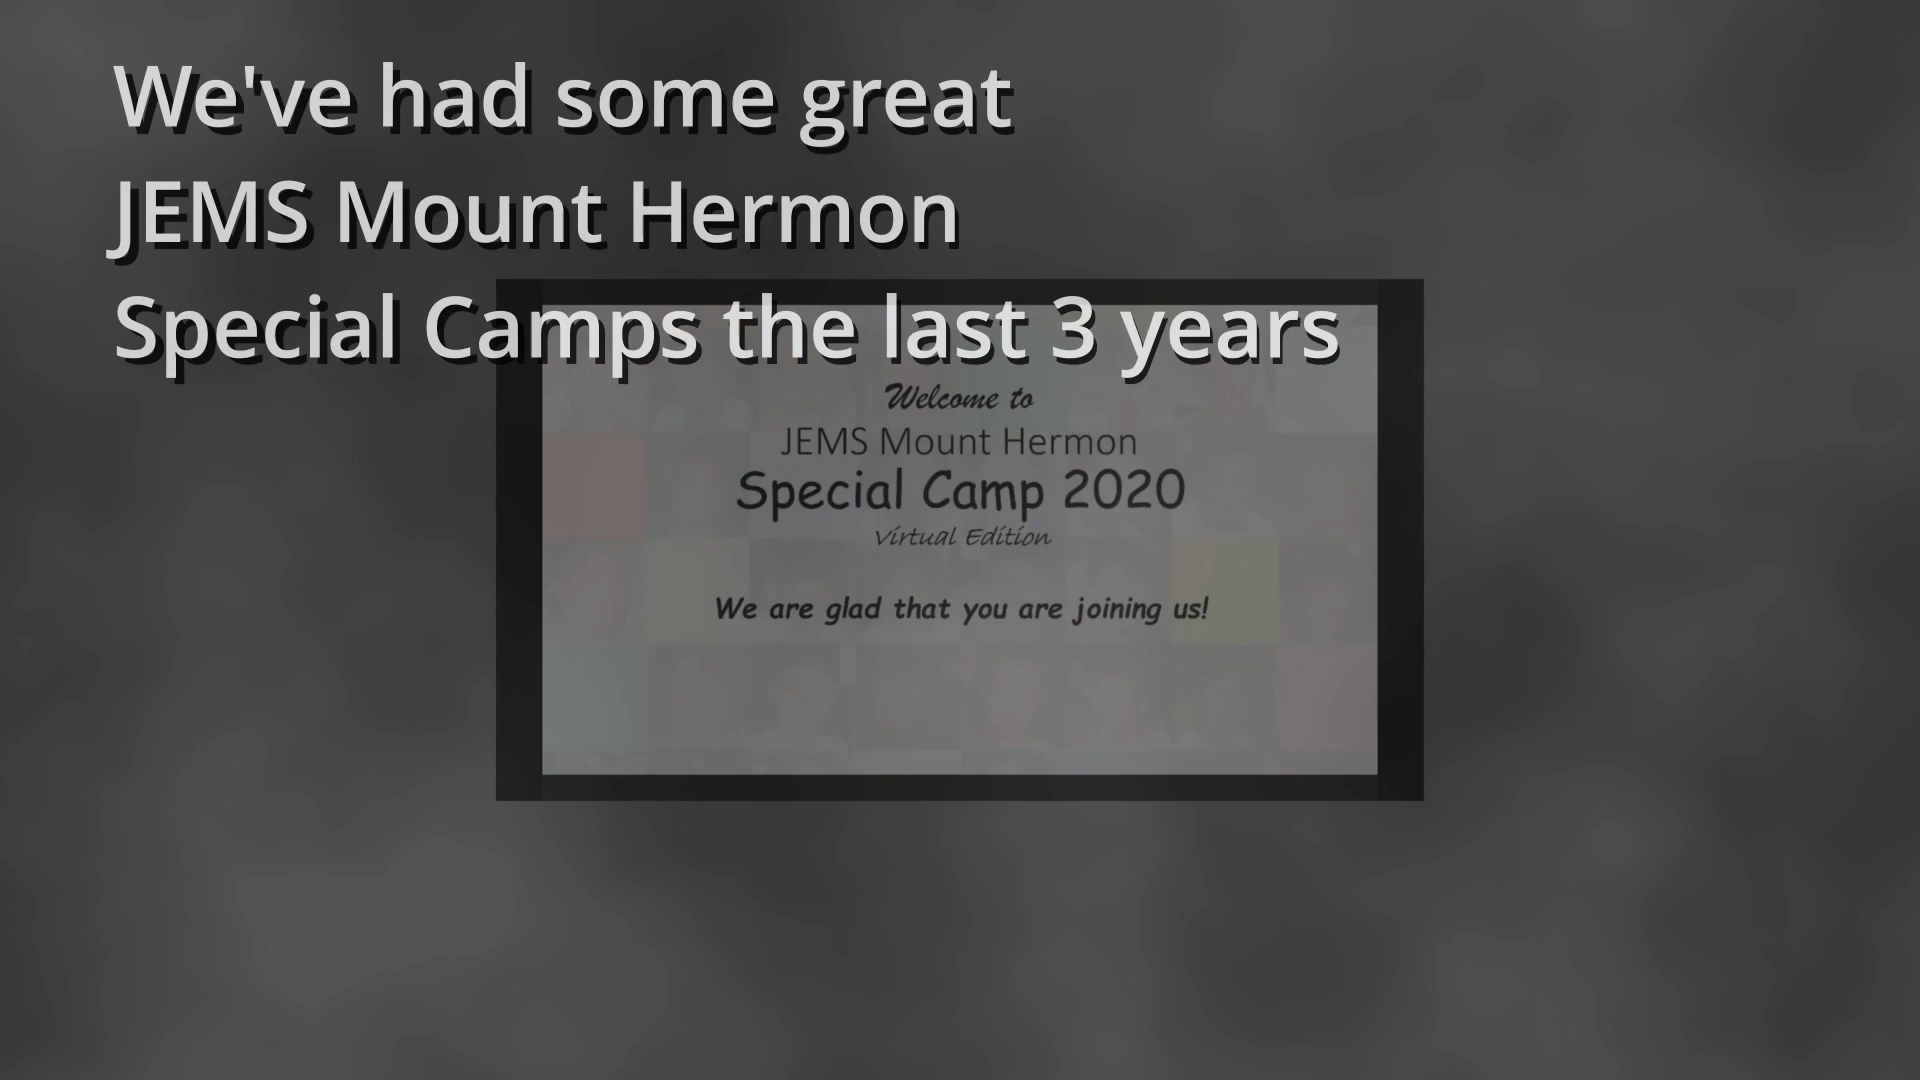 We've had some great
JEMS Mount Hermon
Special Camps the last 3 years
Welcome to
JEMS Mount Hermon
Special Camp 2020
Virtual Edition
We are glad that you are joining us!